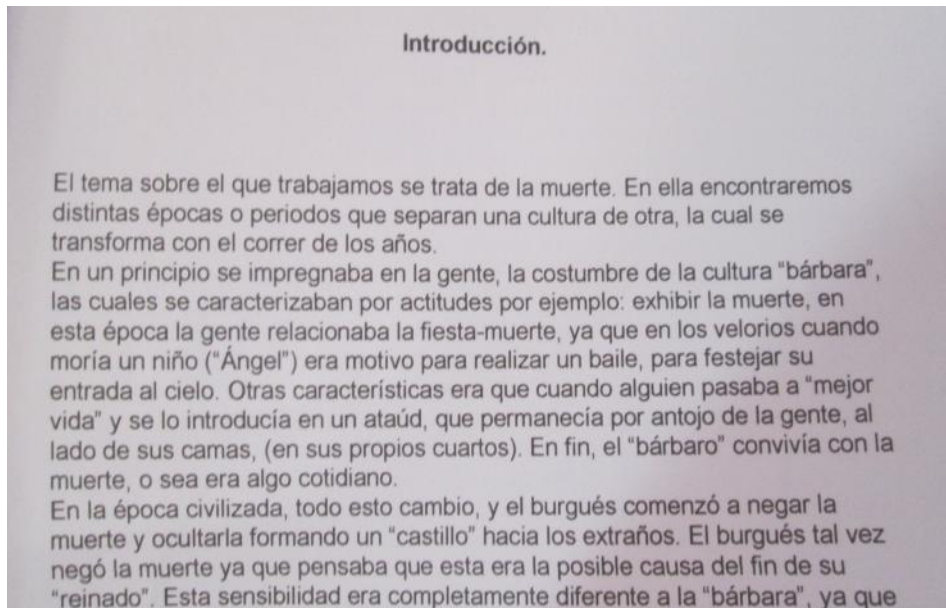 Introducción.
El tema sobre el que trabajamos se trata de la muerte. En ella encontraremos
distintas épocas o periodos que separan una cultura de otra, la cual se
transforma con el correr de los años.
En un principio se impregnaba en la gente, la costumbre de la cultura “bárbara”,
las cuales se caracterizaban por actitudes por ejemplo: exhibir la muerte, en
esta época la gente relacionaba la fiesta-muerte, ya que en los velorios cuando
moría un niño (“Ángel”) era motivo para realizar un baile, para festejar su
entrada al cielo. Otras características era que cuando alguien pasaba a “mejor
vida” y se lo introducía en un ataúd, que permanecía por antojo de la gente, al
lado de sus camas, (en sus propios cuartos). En fin, el “bárbaro” convivía con la
muerte, o sea era algo cotidiano.
En la época civilizada, todo esto cambio, y el burgués comenzó a negar la
muerte y ocultarla formando un “castillo” hacia los extraños. El burgués tal vez
negó la muerte ya que pensaba que esta era la posible causa del fin de su
“reinado”. Esta sensibilidad era completamente diferente a la “bárbara”, ya que